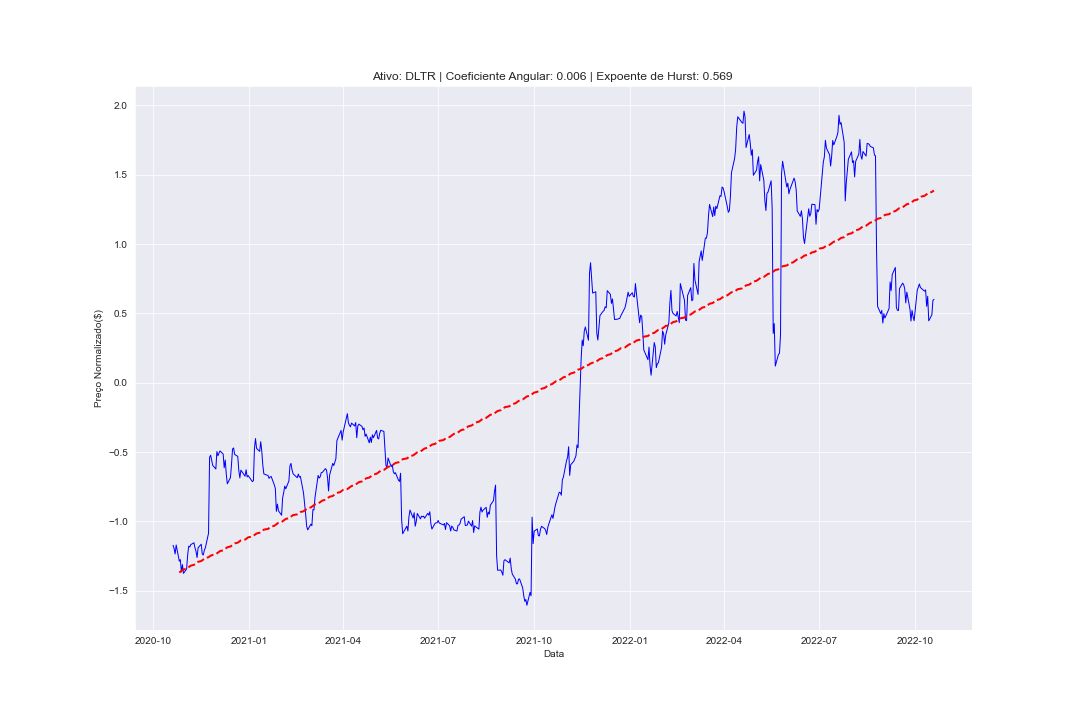 Ativo: DLTR | Coeficiente Angular: 0.006 | Expoente de Hurst: 0.569
Preço Normalizado($)
2.0
1.5
1.0
0.5
0.0
−0.5
−1.0
−1.5
2020-10 2021-01 2021-04 2021-07 2021-10 2022-01 2022-04 2022-07 2022-10
Data